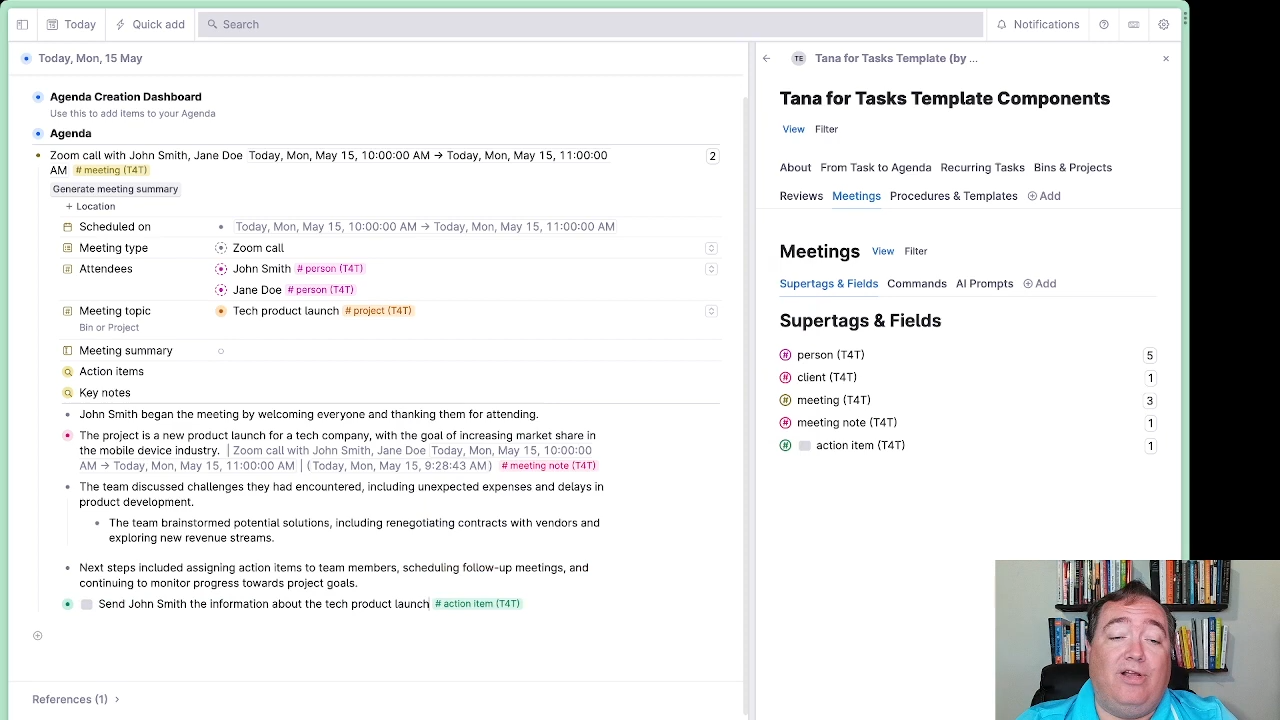 Today
Quick add
Search
Notifications
Today, Mon, 15 May
Agenda Creation Dashboard
Use this to add items to your Agenda
Agenda
Zoom call with John Smith, Jane Doe Today, Mon, May 15, 10:00:00 AM → Today, Mon, May 15, 11:00:00
AM # meeting (T4T)
2
Generate meeting summary
+ Location
Scheduled on
Today, Mon, May 15, 10:00:00 AM → Today, Mon, May 15, 11:00:00 AM
Meeting type
Zoom call
Attendees
John Smith # person (T4T)
Jane Doe # person (T4T)
Meeting topic
Bin or Project
Tech product launch # project (T4T)
Meeting summary
Action items
Key notes
John Smith began the meeting by welcoming everyone and thanking them for attending.
The project is a new product launch for a tech company, with the goal of increasing market share in
the mobile device industry. | Zoom call with John Smith, Jane Doe Today, Mon, May 15, 10:00:00
AM → Today, Mon, May 15, 11:00:00 AM | (Today, Mon, May 15, 9:28:43 AM) # meeting note (T4T)
The team discussed challenges they had encountered, including unexpected expenses and delays in
product development.
The team brainstormed potential solutions, including renegotiating contracts with vendors and
exploring new revenue streams.
Next steps included assigning action items to team members, scheduling follow-up meetings, and
continuing to monitor progress towards project goals.
Send John Smith the information about the tech product launch # action item (T4T)
References (1)
TE Tana for Tasks Template (by ...
Tana for Tasks Template Components
View Filter
About From Task to Agenda Recurring Tasks Bins & Projects
Reviews Meetings Procedures & Templates Add
Meetings View Filter
Supertags & Fields Commands AI Prompts Add
Supertags & Fields
# person (T4T) 5
# client (T4T) 1
# meeting (T4T) 3
# meeting note (T4T) 1
# action item (T4T) 1